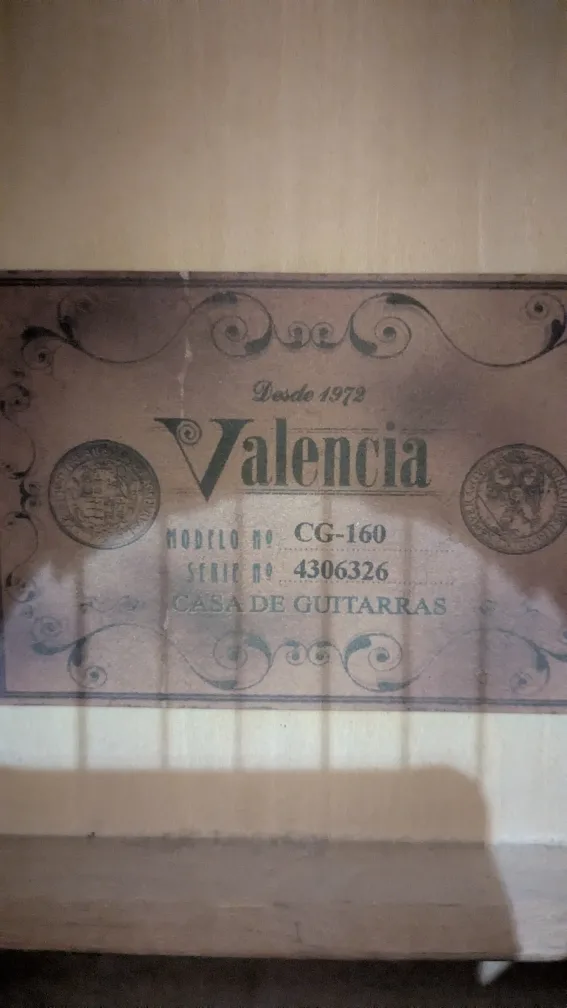 Desde 1972
Valencia
MODELO Nº CG-160
SERIE Nº 4306326
CASA DE GUITARRAS